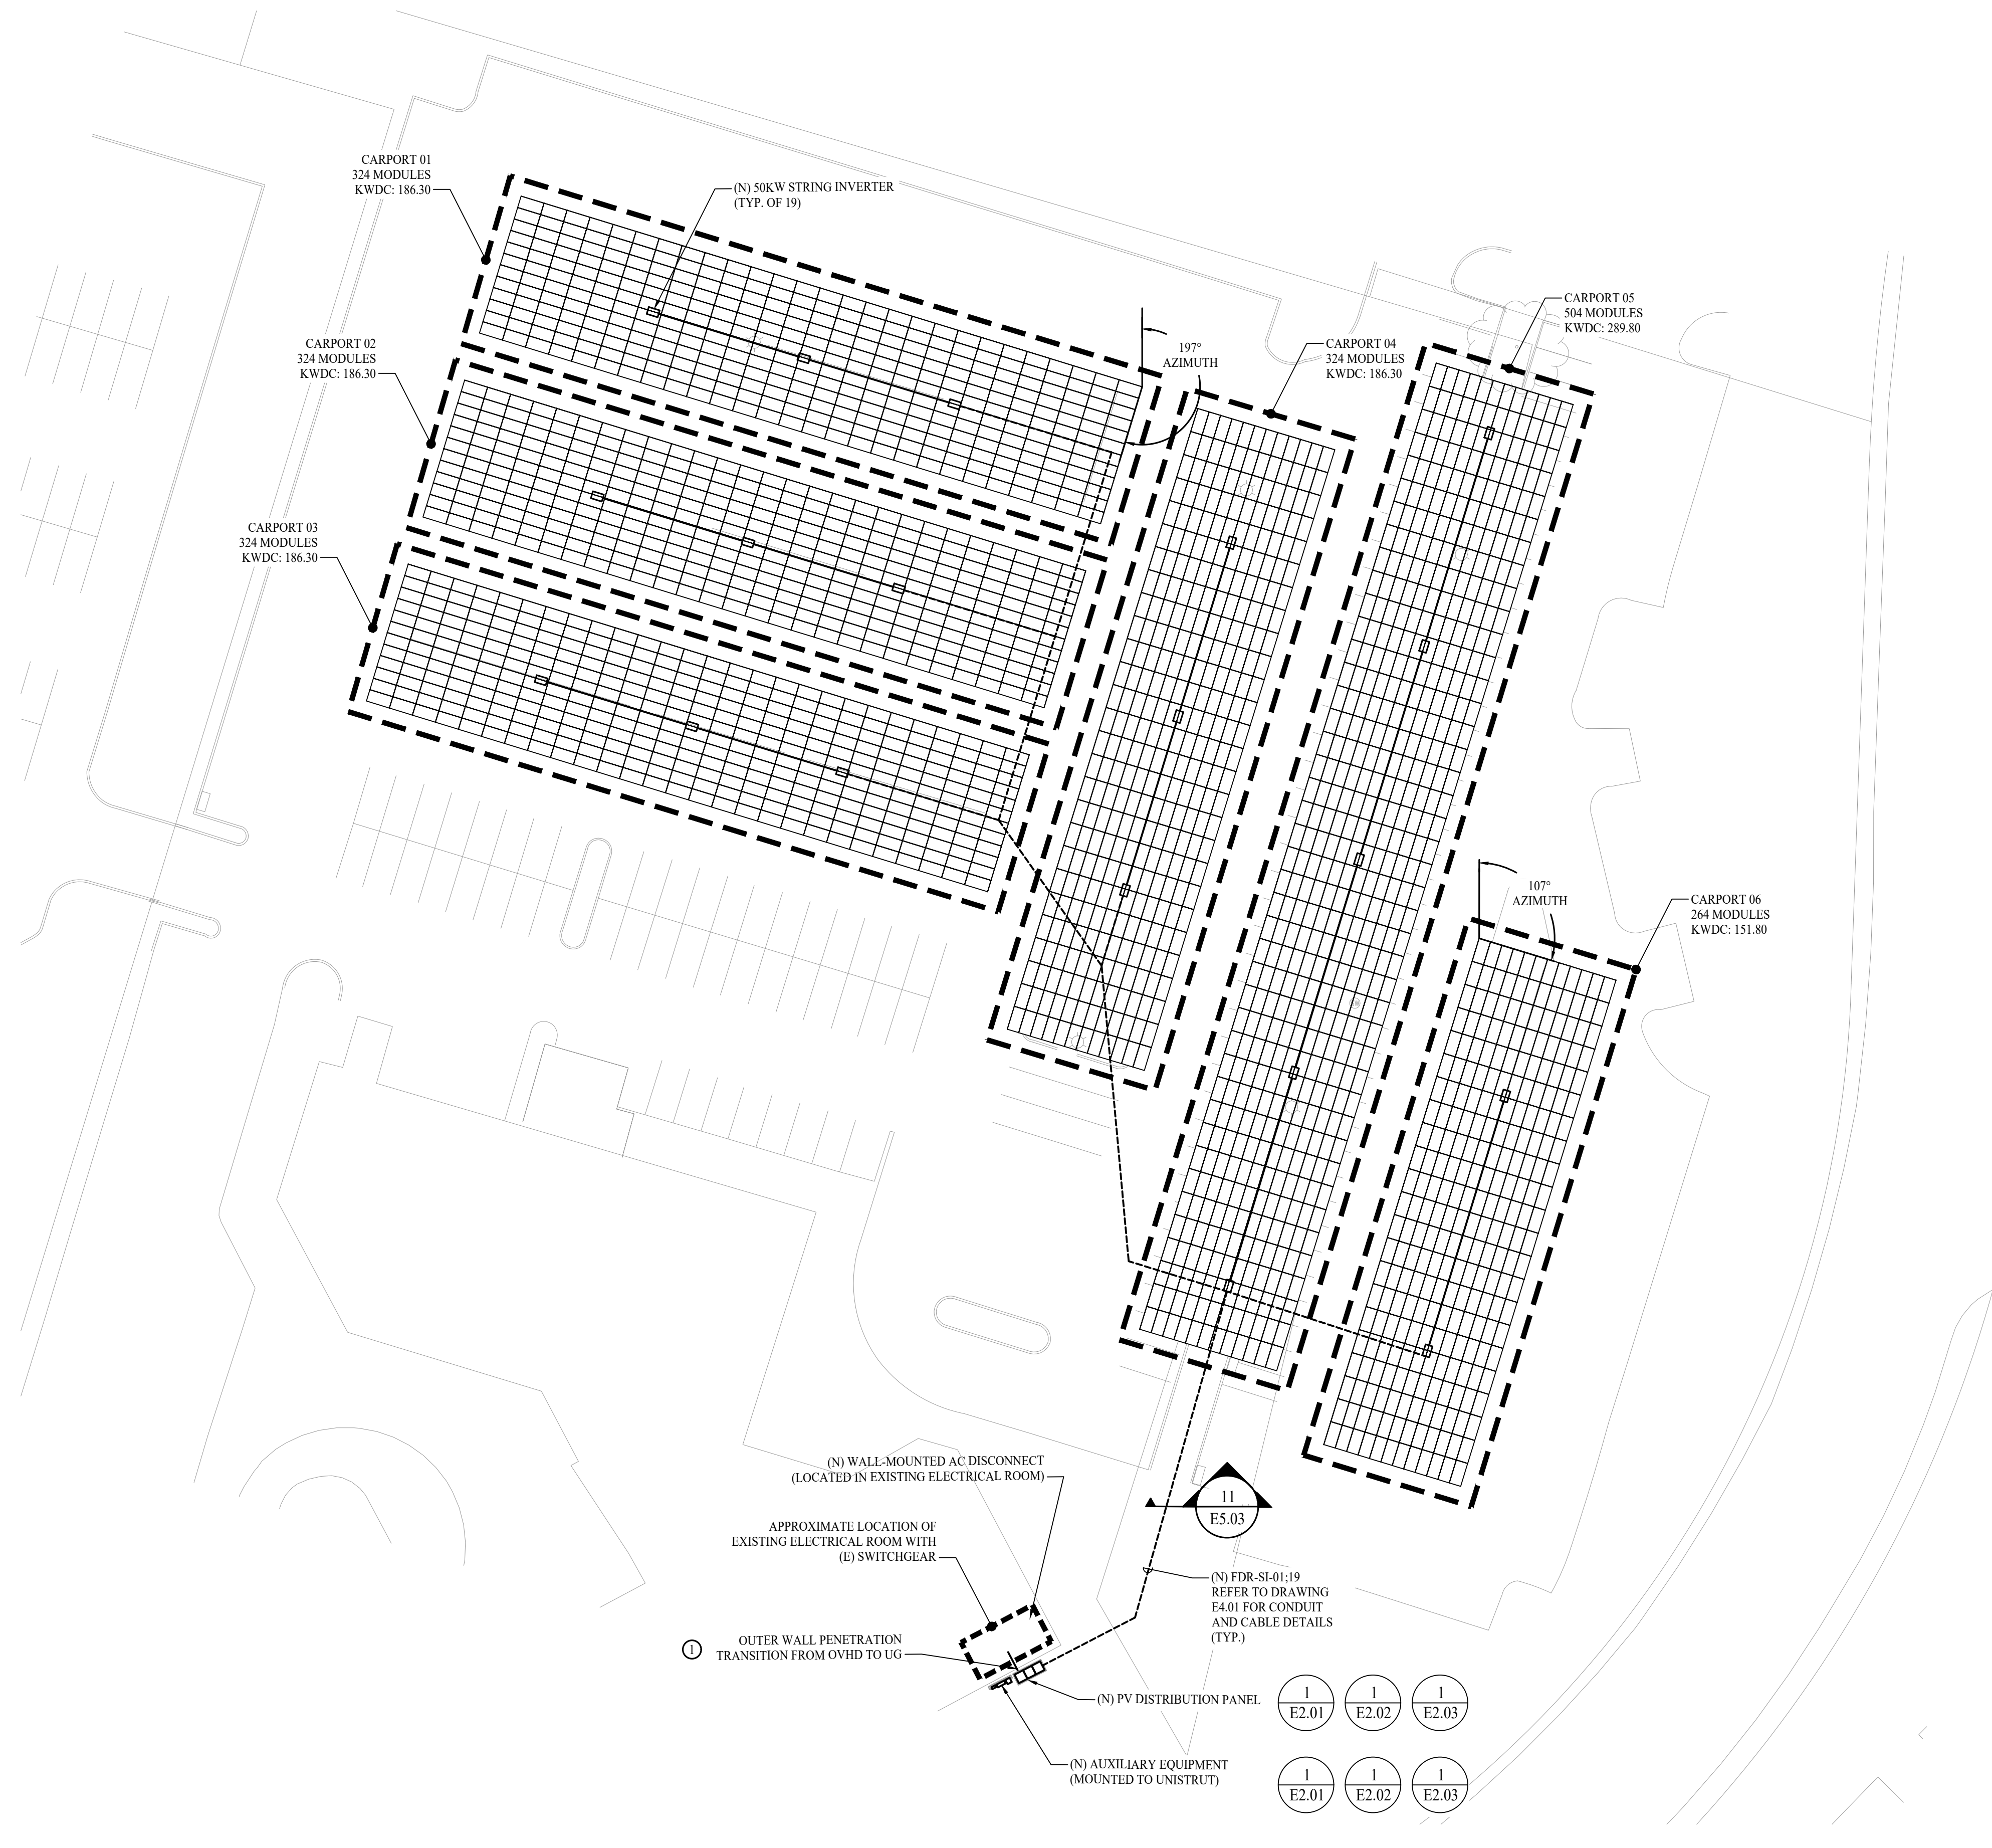 CARPORT 01
324 MODULES
KWDC: 186.30
(N) 50KW STRING INVERTER
(TYP. OF 19)
CARPORT 02
324 MODULES
KWDC: 186.30
197°
AZIMUTH
CARPORT 04
324 MODULES
KWDC: 186.30
CARPORT 05
504 MODULES
KWDC: 289.80
CARPORT 03
324 MODULES
KWDC: 186.30
107°
AZIMUTH
CARPORT 06
264 MODULES
KWDC: 151.80
(N) WALL-MOUNTED AC DISCONNECT
(LOCATED IN EXISTING ELECTRICAL ROOM)
11
E5.03
APPROXIMATE LOCATION OF
EXISTING ELECTRICAL ROOM WITH
(E) SWITCHGEAR
(N) FDR-SI-01;19
REFER TO DRAWING
E4.01 FOR CONDUIT
AND CABLE DETAILS
(TYP.)
1
OUTER WALL PENETRATION
TRANSITION FROM OVHD TO UG
(N) PV DISTRIBUTION PANEL
1
E2.01
1
E2.02
1
E2.03
(N) AUXILIARY EQUIPMENT
(MOUNTED TO UNISTRUT)
1
E2.01
1
E2.02
1
E2.03